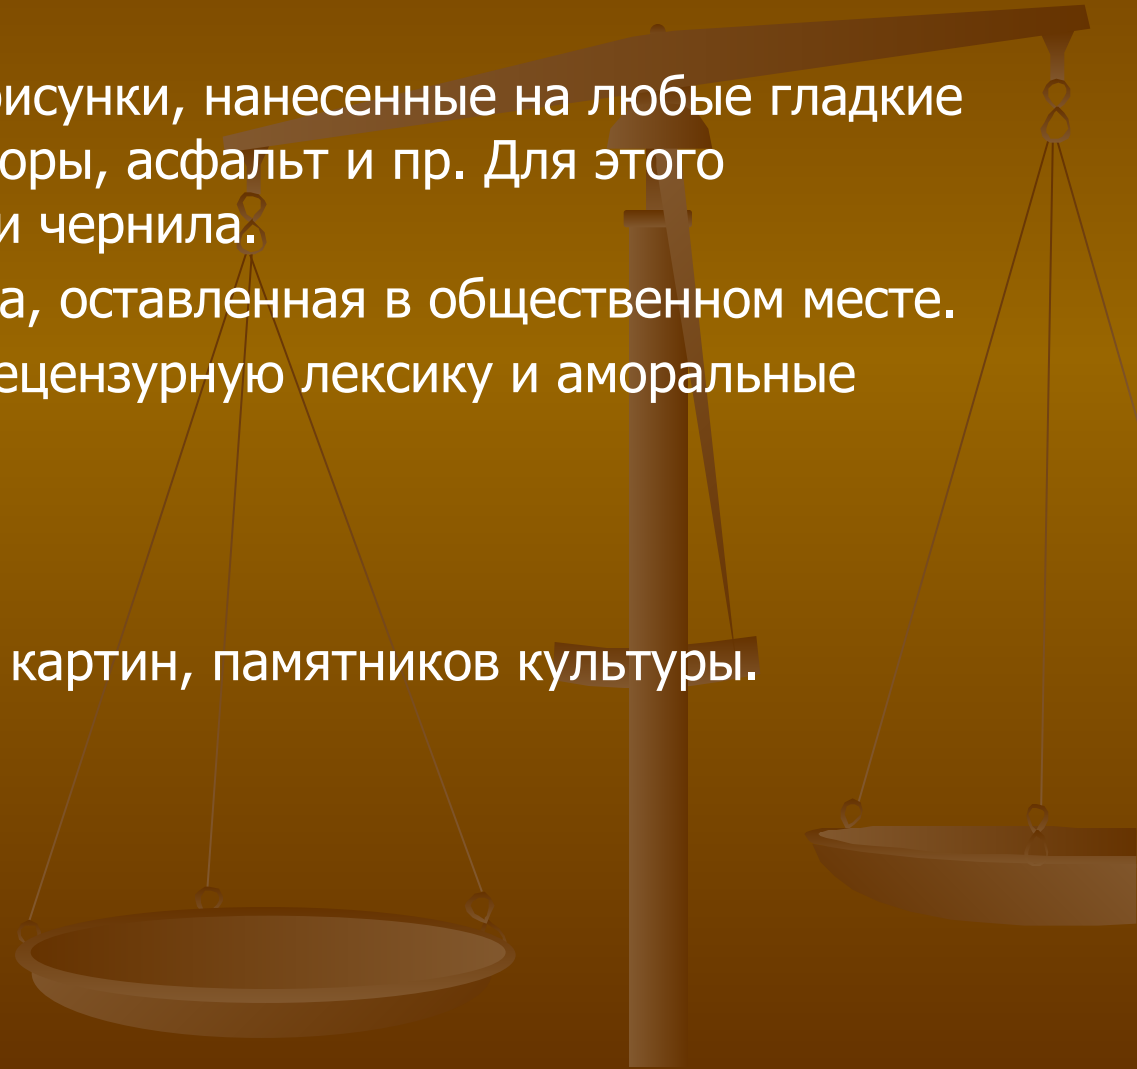 рисунки, нанесенные на любые гладкие
оры, асфальт и пр. Для этого
и чернила.
а, оставленная в общественном месте.
ецензурную лексику и аморальные
картин, памятников культуры.